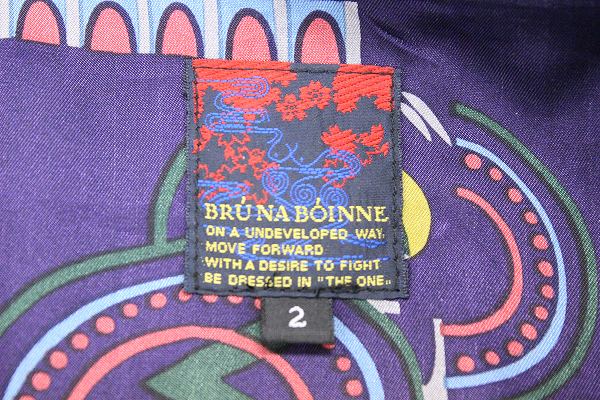 BRÚ NA BÓINNE
ON A UNDEVELOPED WAY,
MOVE FORWARD
WITH A DESIRE TO FIGHT
BE DRESSED IN "THE ONE„
2